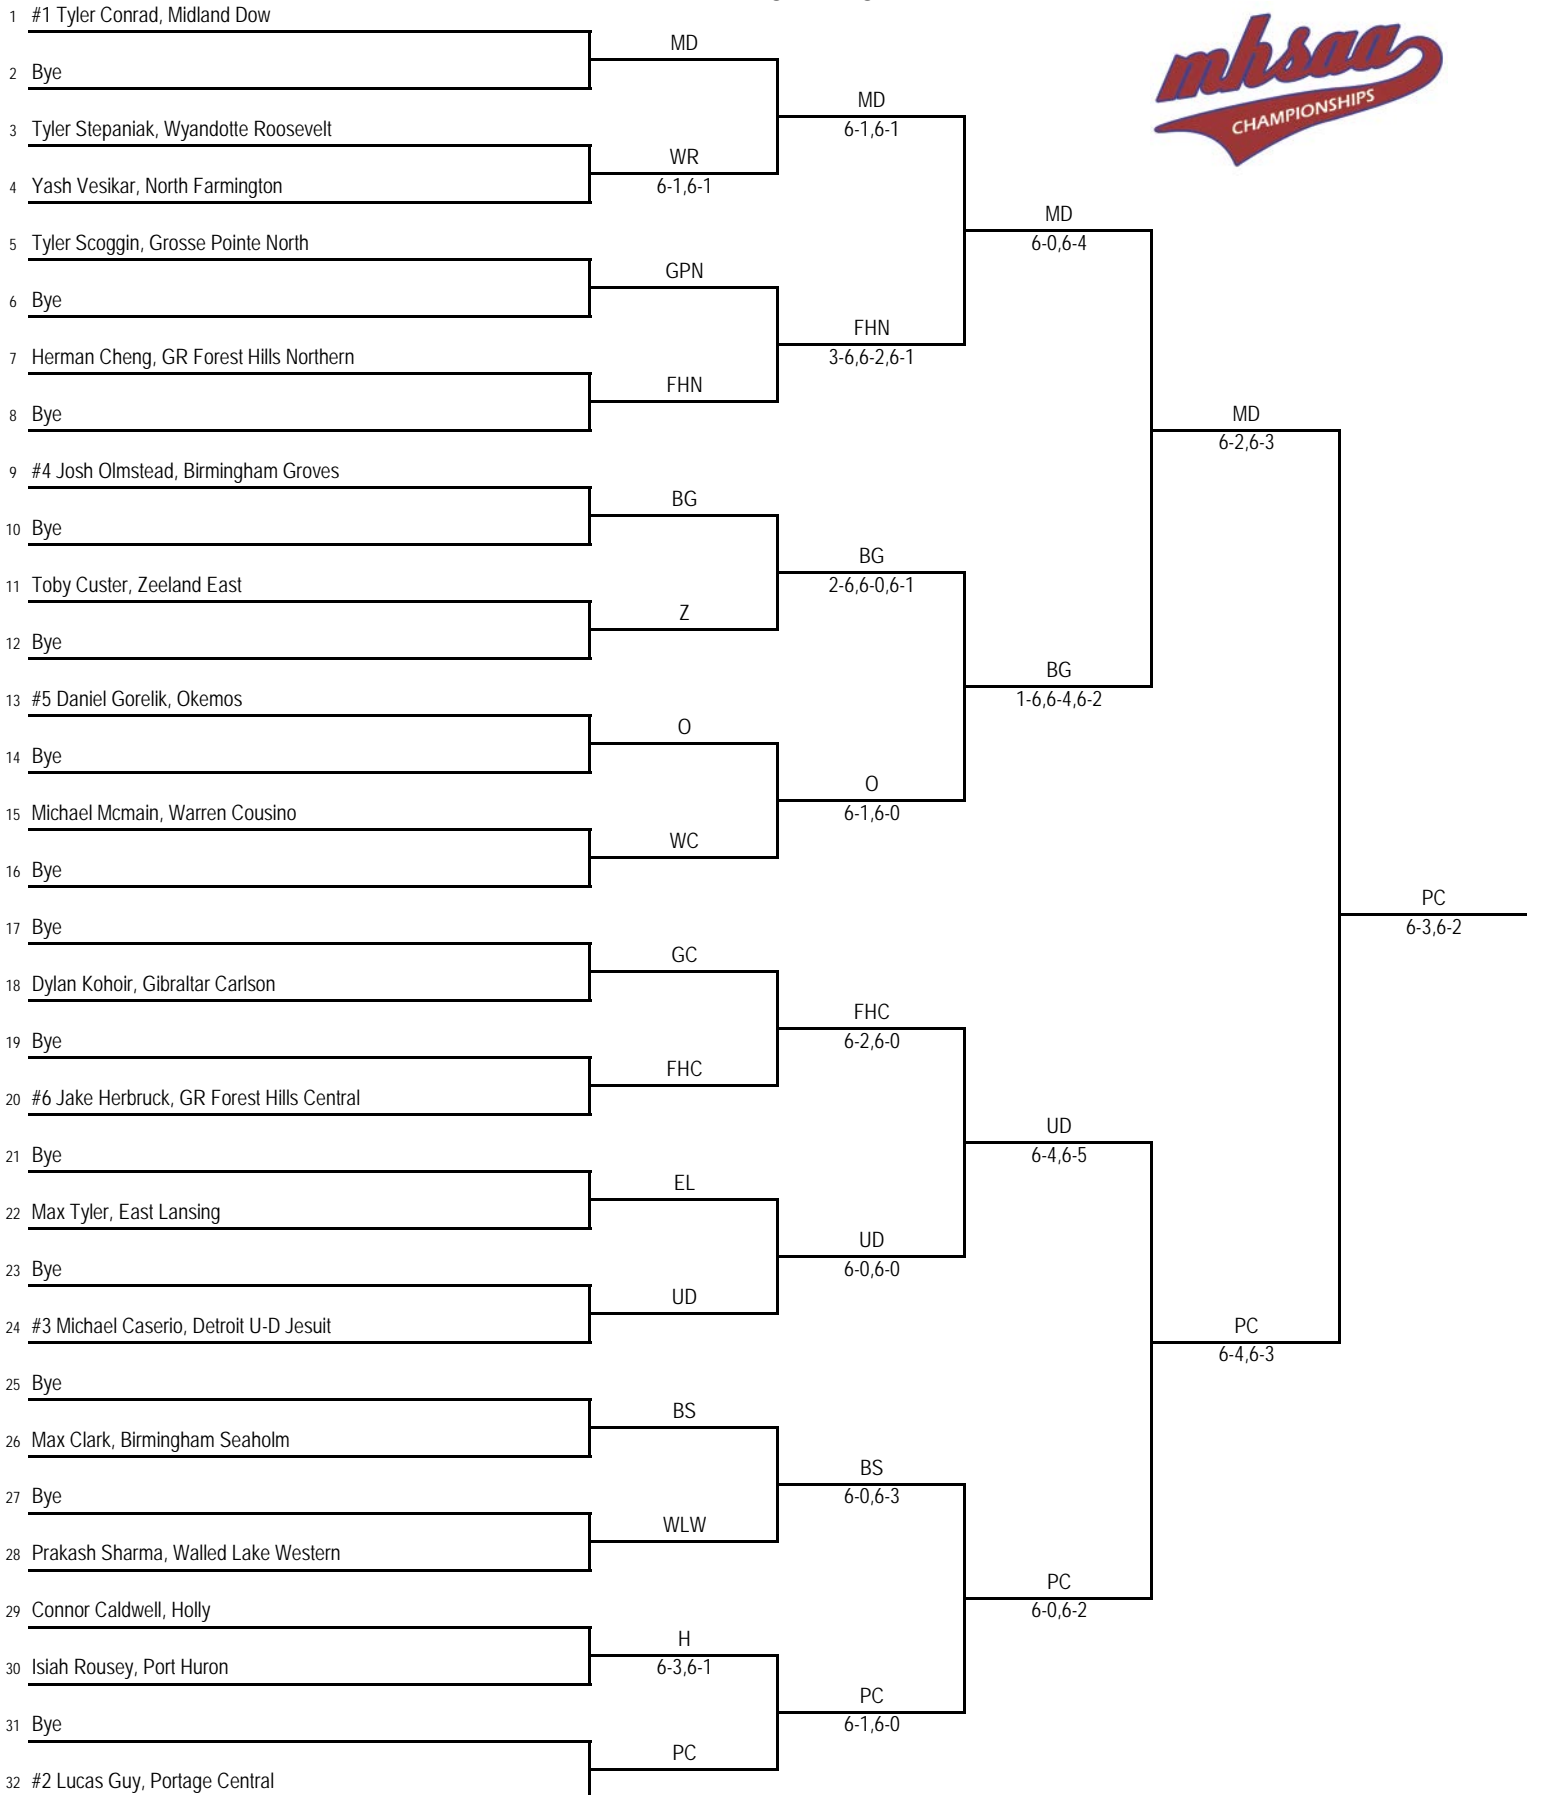 1 #1 Tyler Conrad, Midland Dow
MD
2 Bye
MD
6-1,6-1
3 Tyler Stepaniak, Wyandotte Roosevelt
WR
6-1,6-1
4 Yash Vesikar, North Farmington
MD
6-0,6-4
5 Tyler Scoggin, Grosse Pointe North
GPN
6 Bye
FHN
3-6,6-2,6-1
7 Herman Cheng, GR Forest Hills Northern
FHN
8 Bye
MD
6-2,6-3
9 #4 Josh Olmstead, Birmingham Groves
BG
10 Bye
BG
2-6,6-0,6-1
11 Toby Custer, Zeeland East
Z
12 Bye
BG
1-6,6-4,6-2
13 #5 Daniel Gorelik, Okemos
O
14 Bye
O
6-1,6-0
15 Michael Mcmain, Warren Cousino
WC
16 Bye
PC
6-3,6-2
17 Bye
GC
18 Dylan Kohoir, Gibraltar Carlson
FHC
6-2,6-0
19 Bye
FHC
20 #6 Jake Herbruck, GR Forest Hills Central
UD
6-4,6-5
21 Bye
EL
22 Max Tyler, East Lansing
UD
6-0,6-0
23 Bye
UD
24 #3 Michael Caserio, Detroit U-D Jesuit
PC
6-4,6-3
25 Bye
BS
26 Max Clark, Birmingham Seaholm
BS
6-0,6-3
27 Bye
WLW
28 Prakash Sharma, Walled Lake Western
PC
6-0,6-2
29 Connor Caldwell, Holly
H
6-3,6-1
30 Isiah Rousey, Port Huron
PC
6-1,6-0
31 Bye
PC
32 #2 Lucas Guy, Portage Central
mhsaa
CHAMPIONSHIPS